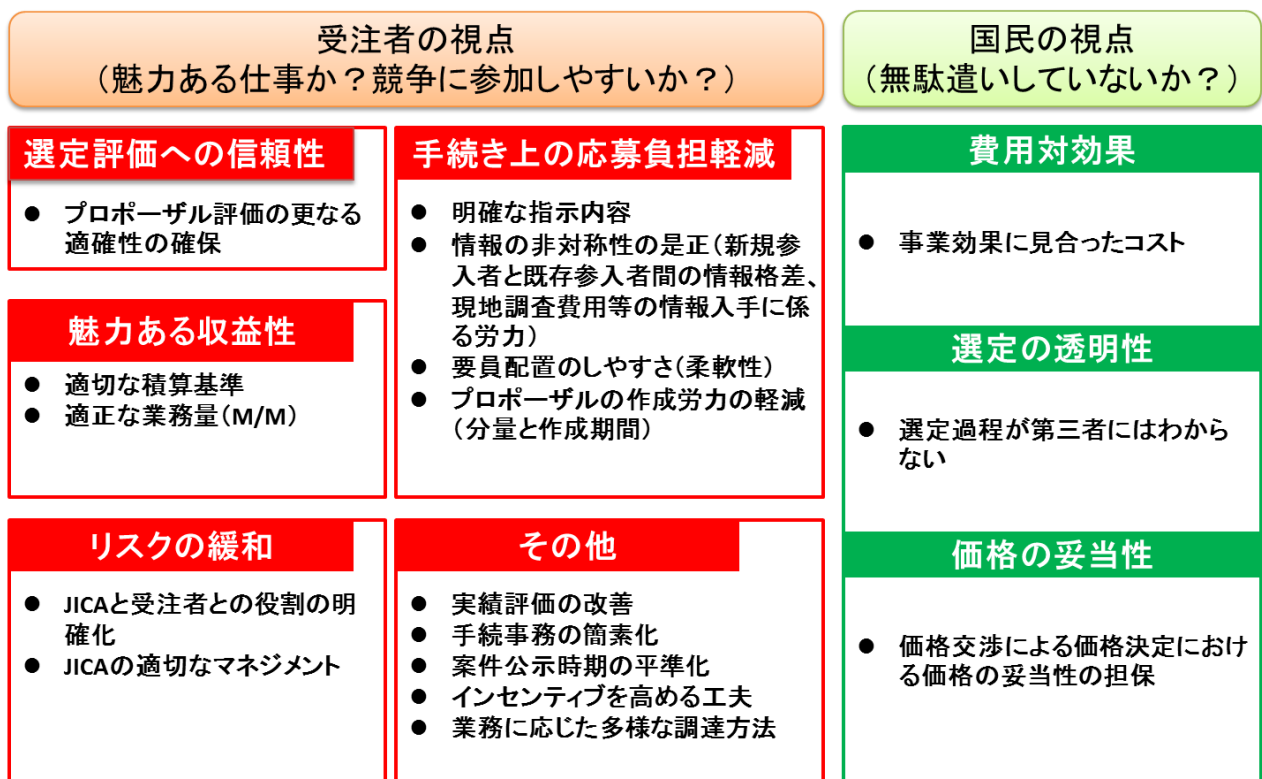 受注者の視点
（魅力ある仕事か？競争に参加しやすいか？）
選定評価への信頼性
● プロポーザル評価の更なる
適確性の確保
魅力ある収益性
● 適切な積算基準
● 適正な業務量（M/M）
リスクの緩和
● JICAと受注者との役割の明
確化
● JICAの適切なマネジメント
手続き上の応募負担軽減
● 明確な指示内容
● 情報の非対称性の是正（新規参
入者と既存参入者間の情報格差、
現地調査費用等の情報入手に係
る労力）
● 要員配置のしやすさ（柔軟性）
● プロポーザルの作成労力の軽減
（分量と作成期間）
その他
● 実績評価の改善
● 手続事務の簡素化
● 案件公示時期の平準化
● インセンティブを高める工夫
● 業務に応じた多様な調達方法
国民の視点
（無駄遣いしていないか？）
費用対効果
● 事業効果に見合ったコスト
選定の透明性
● 選定過程が第三者にはわから
ない
価格の妥当性
● 価格交渉による価格決定におけ
る価格の妥当性の担保